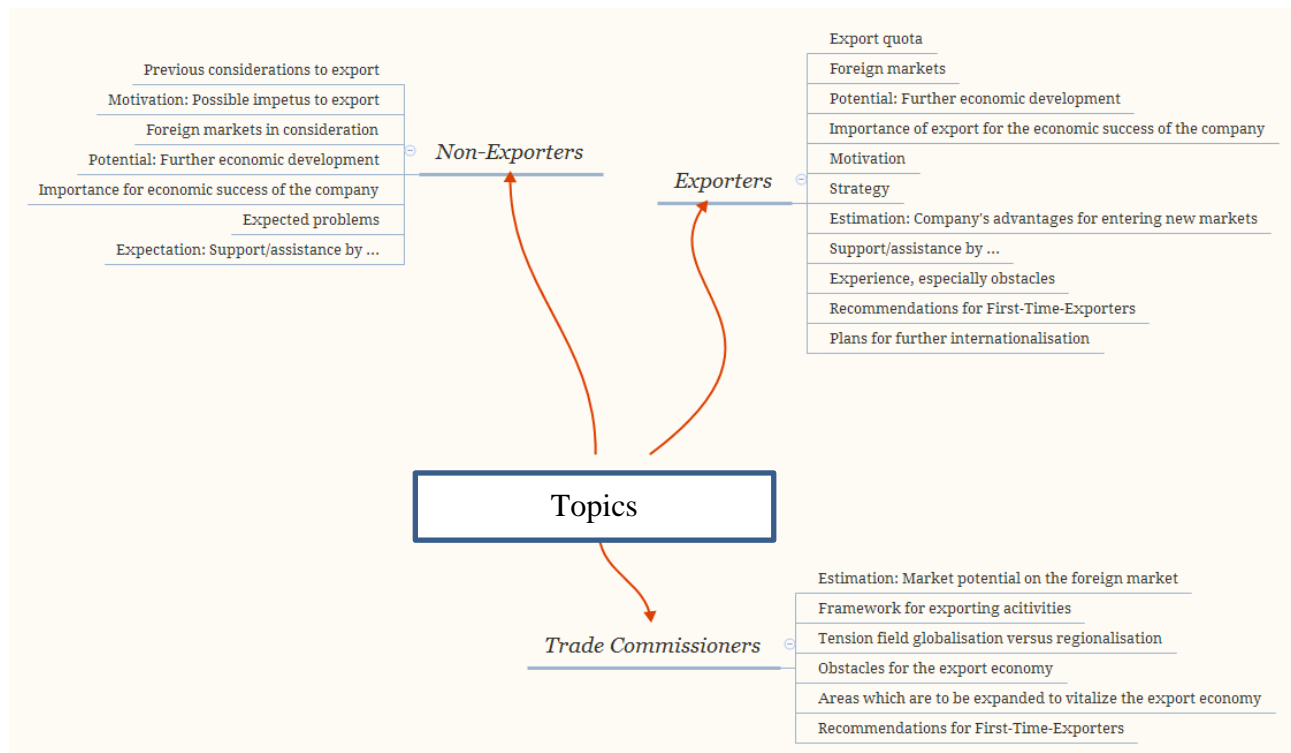 Previous considerations to export
Motivation: Possible impetus to export
Foreign markets in consideration
Potential: Further economic development
Importance for economic success of the company
Expected problems
Expectation: Support/assistance by ...
Non-Exporters
Exporters
Export quota
Foreign markets
Potential: Further economic development
Importance of export for the economic success of the company
Motivation
Strategy
Estimation: Company's advantages for entering new markets
Support/assistance by ...
Experience, especially obstacles
Recommendations for First-Time-Exporters
Plans for further internationalisation
Topics
Trade Commissioners
Estimation: Market potential on the foreign market
Framework for exporting acitivities
Tension field globalisation versus regionalisation
Obstacles for the export economy
Areas which are to be expanded to vitalize the export economy
Recommendations for First-Time-Exporters